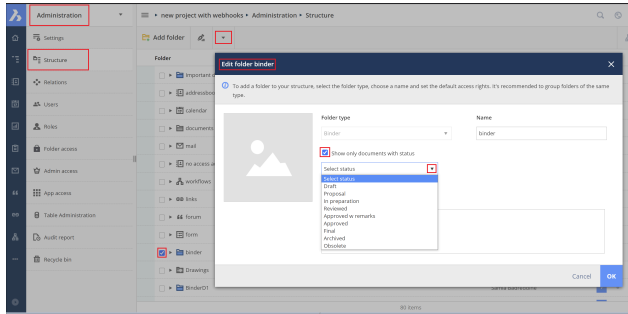 Administration
new project with webhooks • Administration • Structure
Settings
Structure
Relations
Users
Roles
Folder access
Admin access
App access
Table Administration
Audit report
Recycle bin
Add folder
Folder
important
addressboo
calendar
documents
mail
no access a
workflows
links
forum
form
binder
Drawings
BinderD1
90 items
Edit folder binder
To add a folder to your structure, select the folder type, choose a name and set the default access rights. It's recommended to group folders of the same
type.
Folder type
Name
Binder
binder
Show only documents with status
Select status
Select status
Draft
Proposal
In preparation
Reviewed
Approved w remarks
Approved
Final
Archived
Obsolete
Cancel
OK